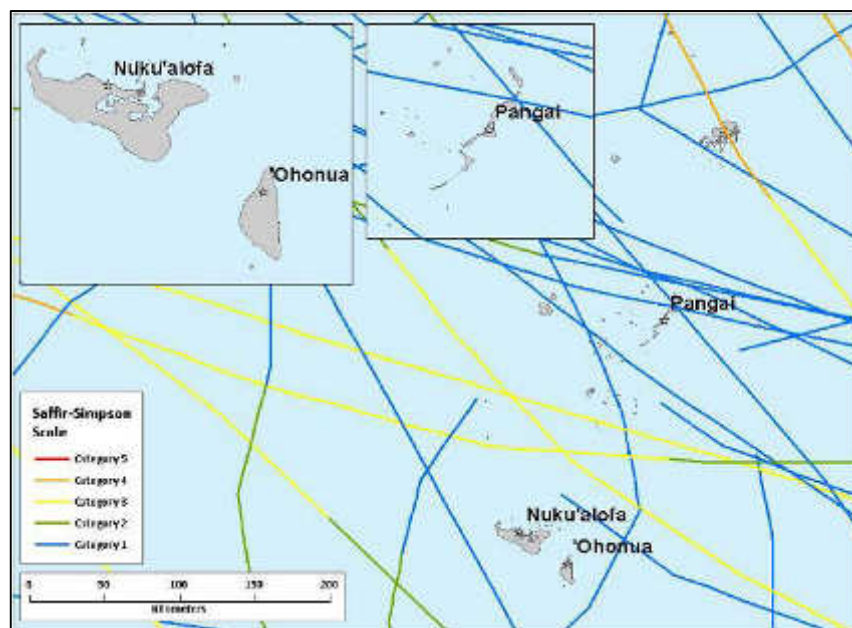 Nuku'alofa
'Ohonua
Pangai
Pangai
Saffir-Simpson
Scale
Category 5
Category 4
Category 3
Category 2
Category 1
Nuku'alofa
'Ohonua
0 50 100 150 200
Kilometers